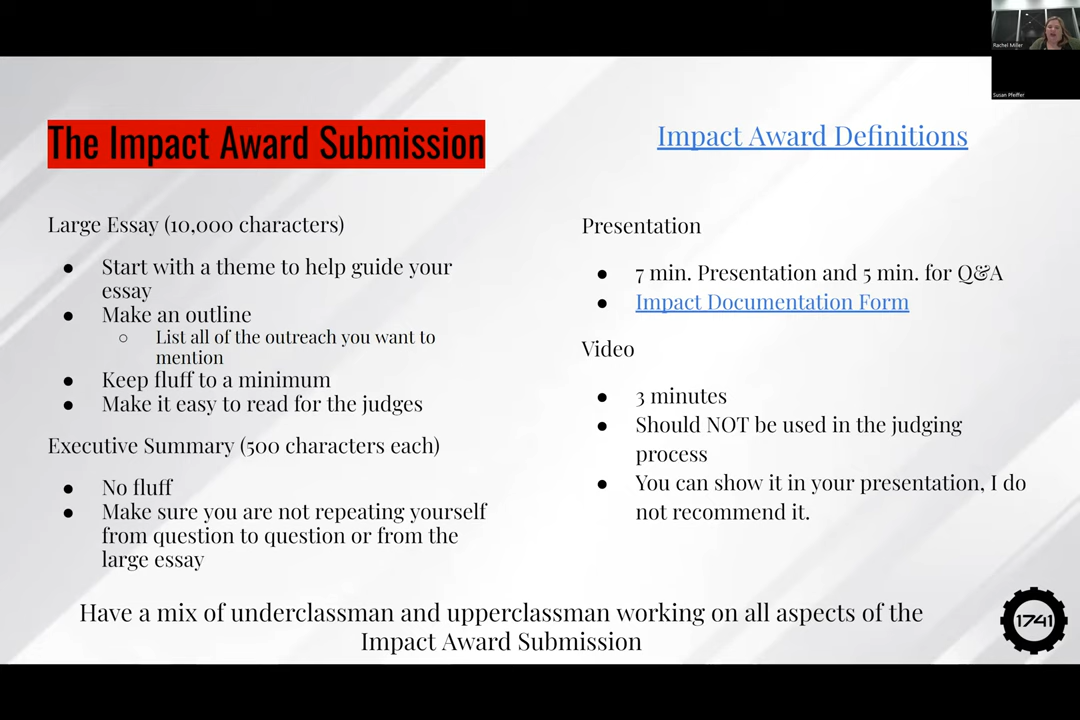 Rachel Miller
Susan Pfeiffer
The Impact Award Submission
Large Essay (10,000 characters)
● Start with a theme to help guide your
essay
● Make an outline
○ List all of the outreach you want to
mention
● Keep fluff to a minimum
● Make it easy to read for the judges
Executive Summary (500 characters each)
● No fluff
● Make sure you are not repeating yourself
from question to question or from the
large essay
Impact Award Definitions
Presentation
● 7 min. Presentation and 5 min. for Q&A
● Impact Documentation Form
Video
● 3 minutes
● Should NOT be used in the judging
process
● You can show it in your presentation, I do
not recommend it.
Have a mix of underclassman and upperclassman working on all aspects of the
Impact Award Submission
1741